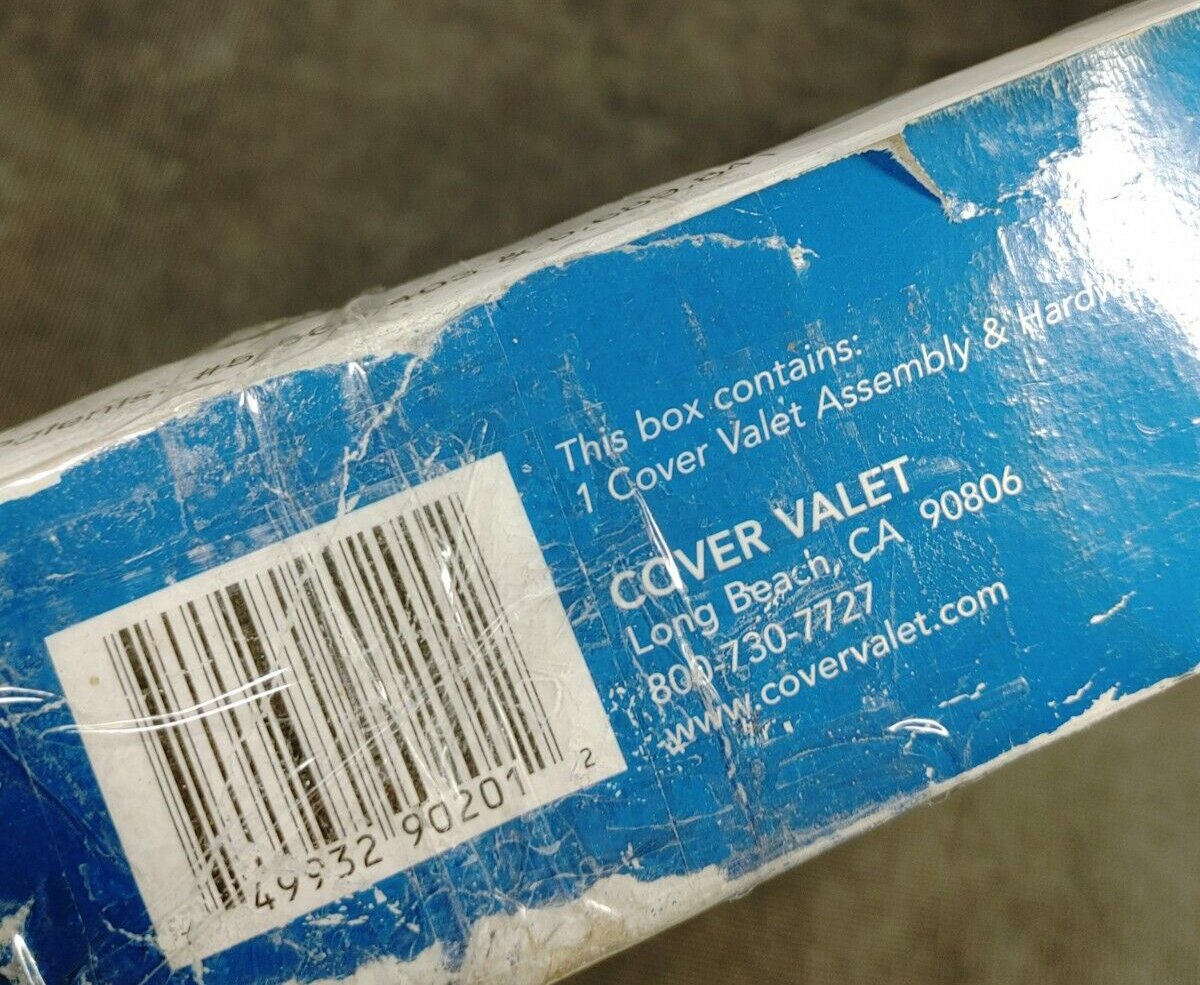 This box contains:
1 Cover Valet Assembly &
COVER VALET
Long Beach, CA 90806
800-730-7727
www.covervalet.com
49932 90201 2